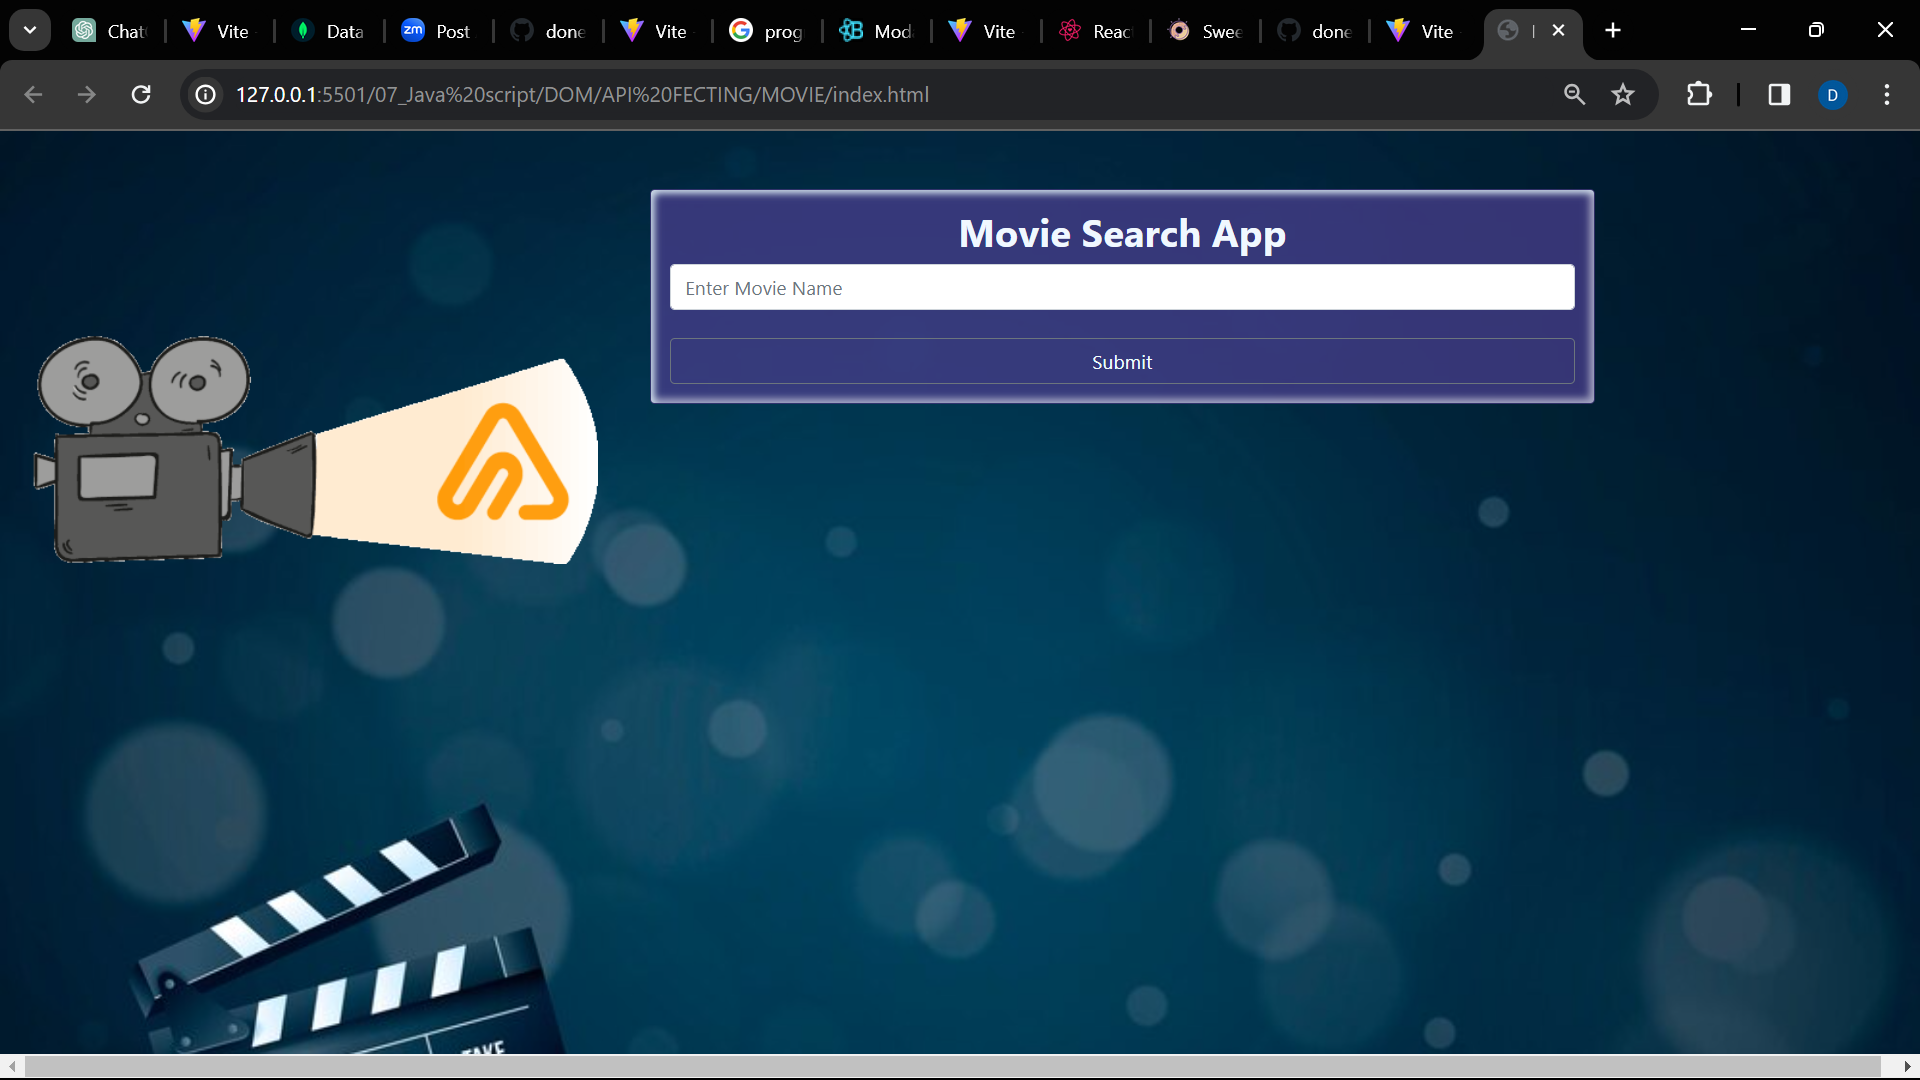 Chat
Vite
Data
Post
done
Vite
prog
Mod
Vite
Reac
Swee
done
Vite
127.0.0.1:5501/07_Java%20script/DOM/API%20FECTING/MOVIE/index.html
D
Movie Search App
Enter Movie Name
Submit
TAKE